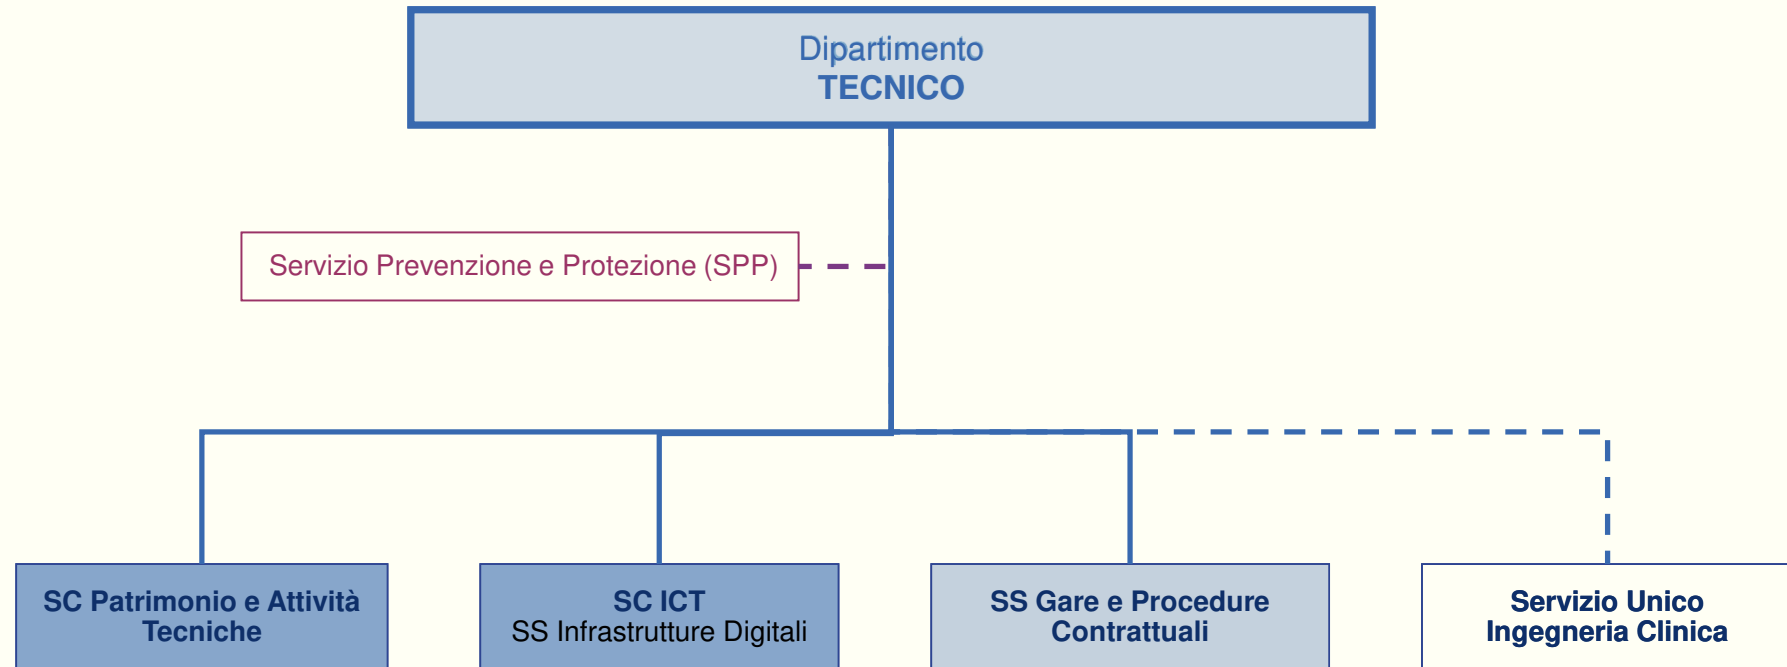 Dipartimento
TECNICO
Servizio Prevenzione e Protezione (SPP)
SC Patrimonio e Attività
Tecniche
SC ICT
SS Infrastrutture Digitali
SS Gare e Procedure
Contrattuali
Servizio Unico
Ingegneria Clinica